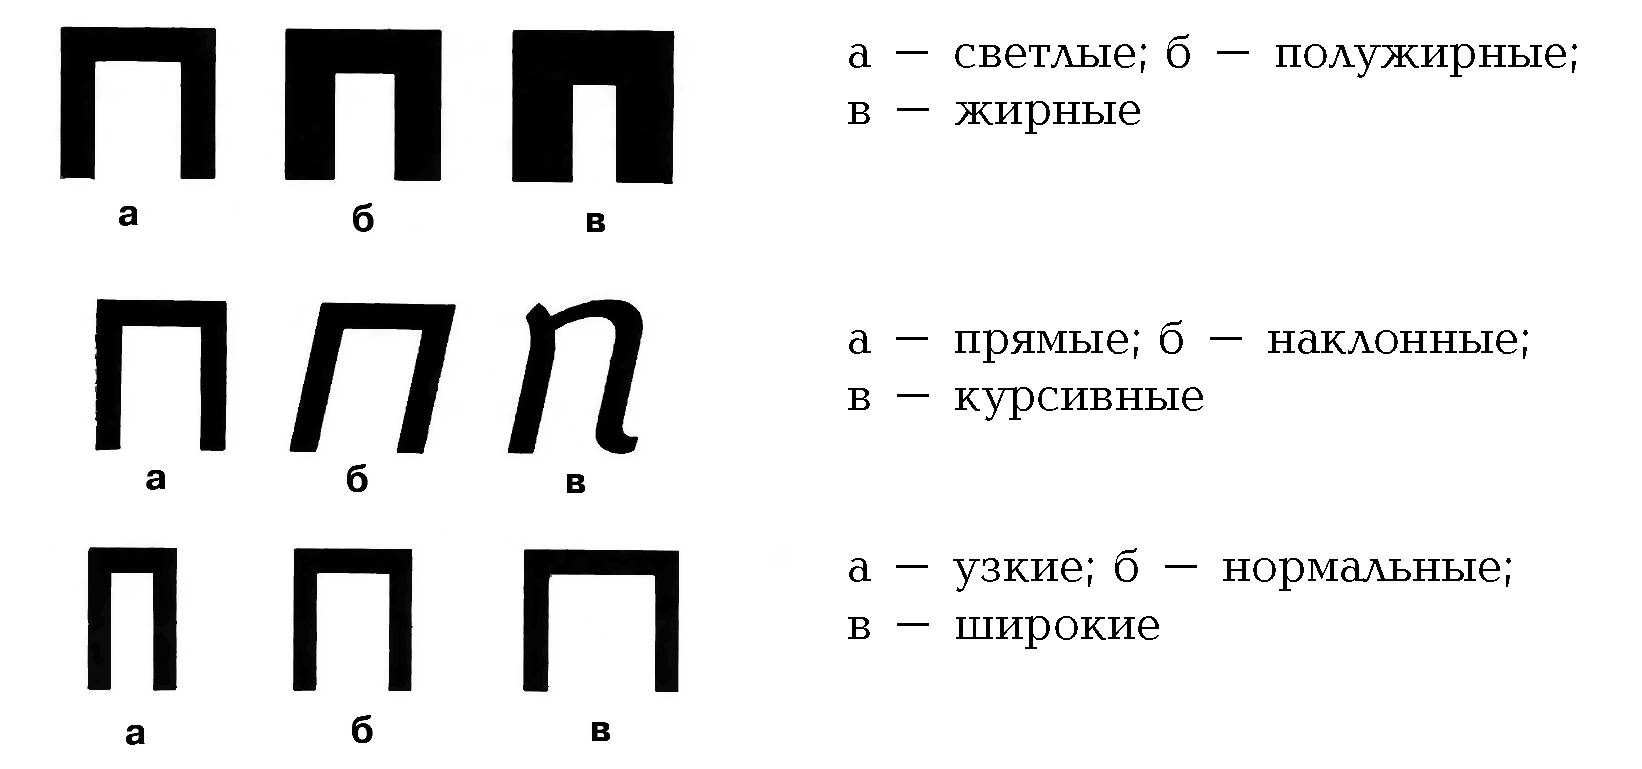 П П П
а – светлые; б – полужирные;
в – жирные
а б в
П П п
а – прямые; б – наклонные;
в – курсивные
а б в
П П П
а – узкие; б – нормальные;
в – широкие
а б в